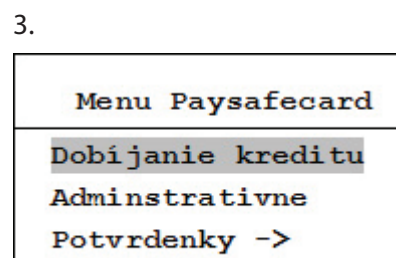 3.
Menu Paysafecard
Dobíjanie kreditu
Adminstrativne
Potvrdenky ->